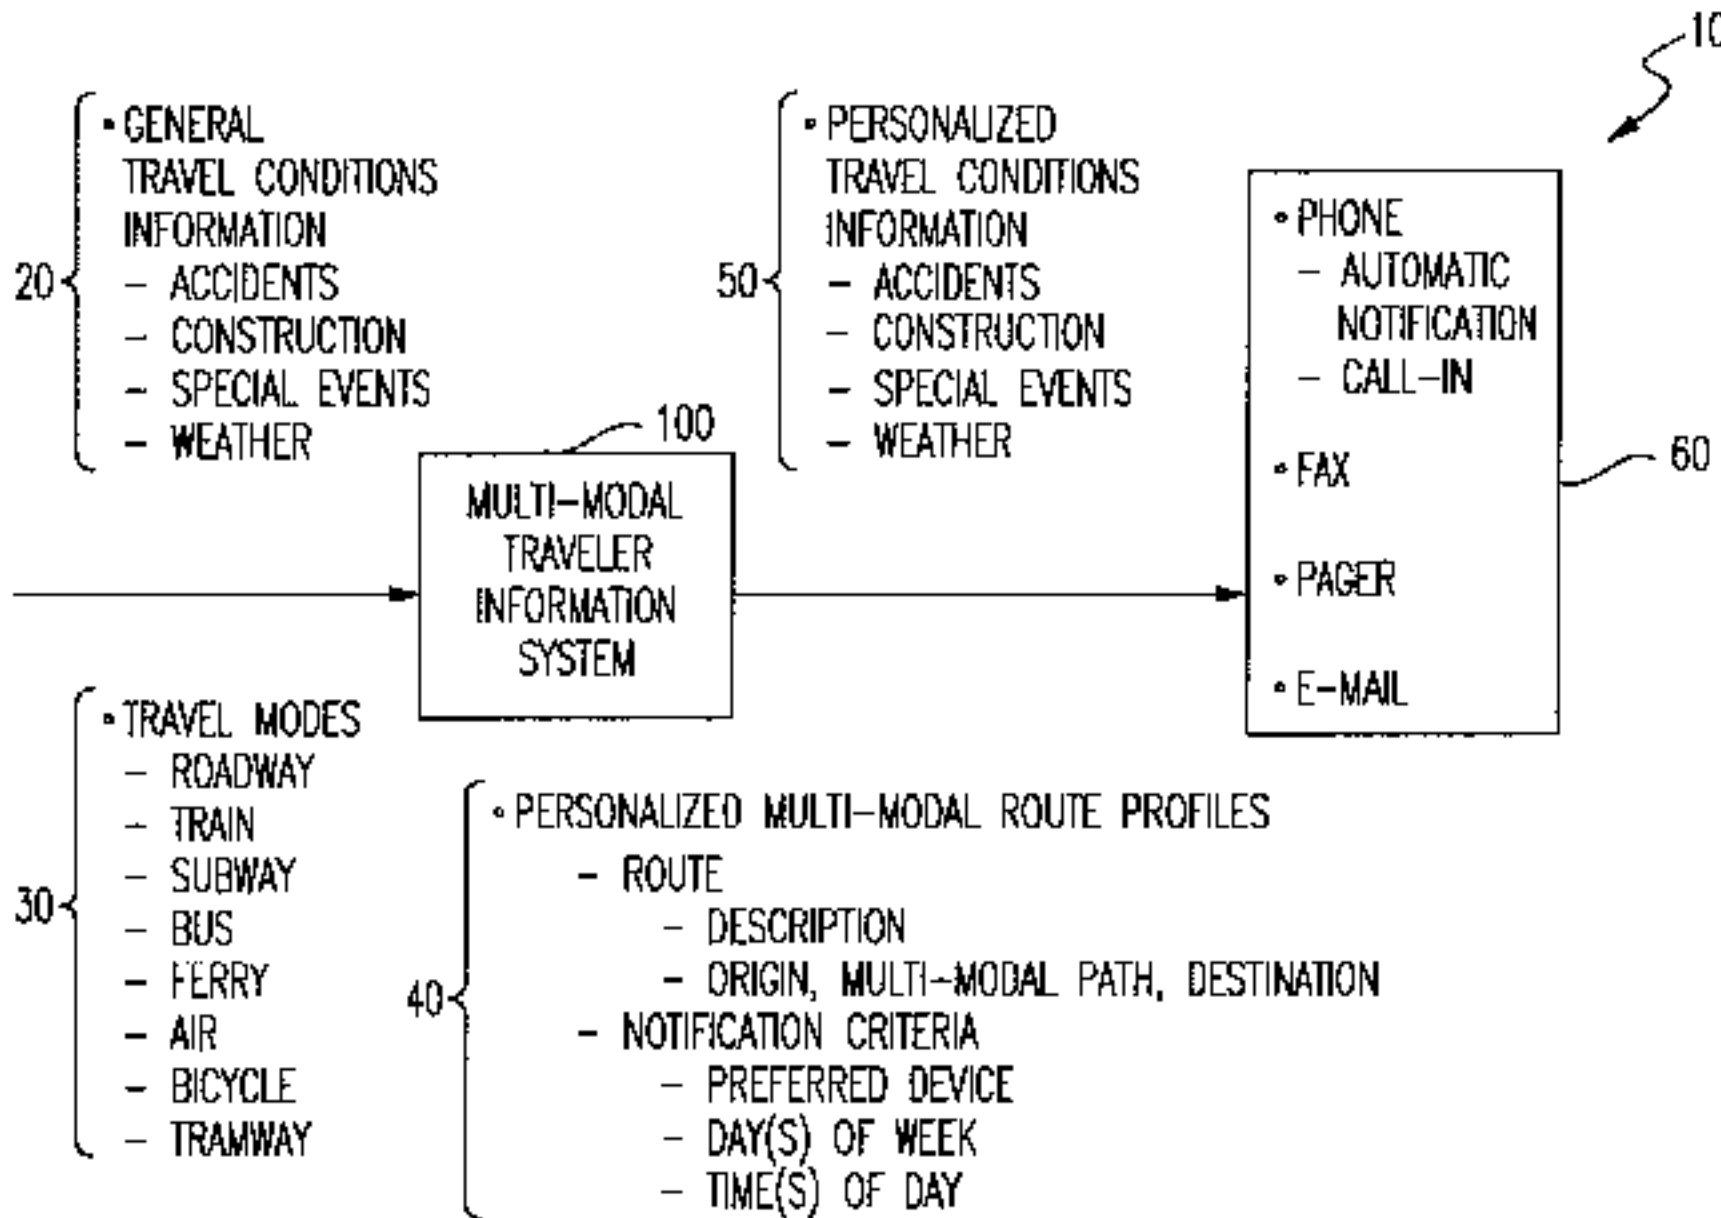 10
20
• GENERAL
TRAVEL CONDITIONS
INFORMATION
– ACCIDENTS
– CONSTRUCTION
– SPECIAL EVENTS
– WEATHER
50
• PERSONALIZED
TRAVEL CONDITIONS
INFORMATION
– ACCIDENTS
– CONSTRUCTION
– SPECIAL EVENTS
– WEATHER
• PHONE
– AUTOMATIC
NOTIFICATION
– CALL-IN
• FAX
• PAGER
• E-MAIL
60
100
MULTI-MODAL
TRAVELER
INFORMATION
SYSTEM
30
• TRAVEL MODES
– ROADWAY
– TRAIN
– SUBWAY
– BUS
– FERRY
– AIR
– BICYCLE
– TRAMWAY
40
• PERSONALIZED MULTI-MODAL ROUTE PROFILES
– ROUTE
– DESCRIPTION
– ORIGIN, MULTI-MODAL PATH, DESTINATION
– NOTIFICATION CRITERIA
– PREFERRED DEVICE
– DAY(S) OF WEEK
– TIME(S) OF DAY